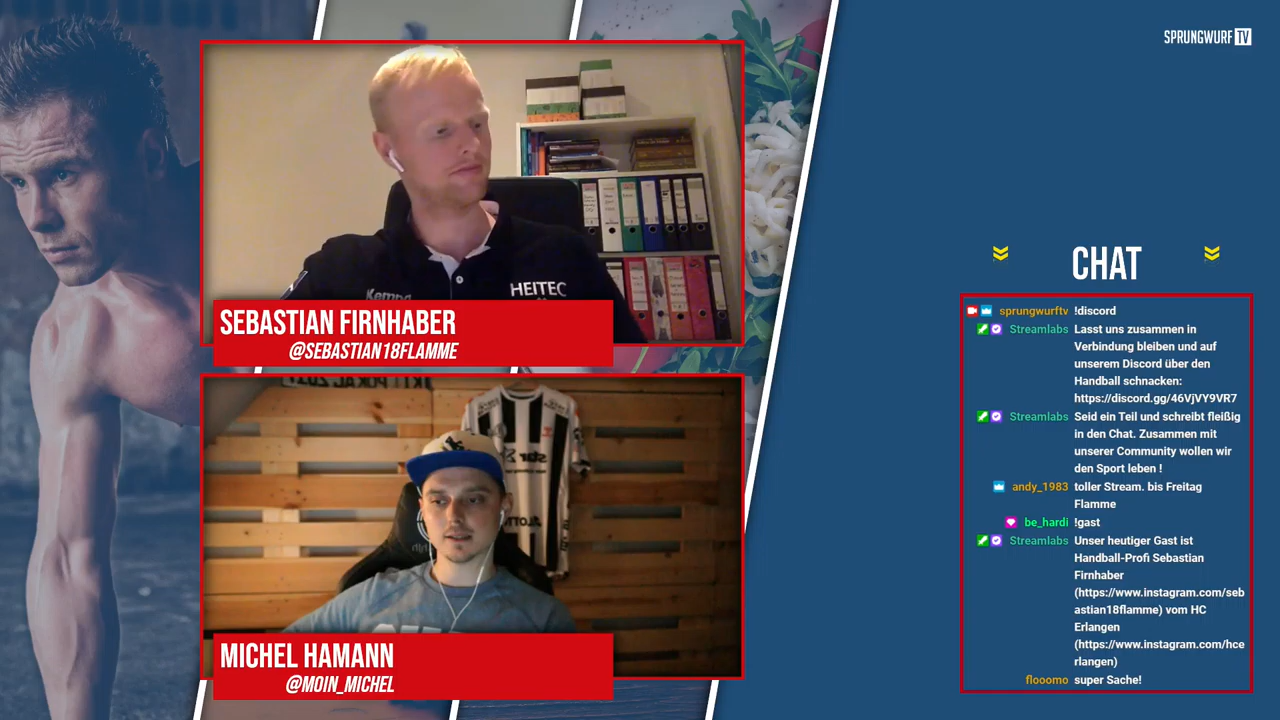 SPRUNGWURF TV
HEITEC
SEBASTIAN FIRNHABER
@SEBASTIAN18FLAMME
MICHEL HAMANN
@MOIN_MICHEL
CHAT
sprungwurftv !discord
Streamlabs Lasst uns zusammen in
Verbindung bleiben und auf
unserem Discord über den
Handball schnacken:
https://discord.gg/46VjVY9VR7
Streamlabs Seid ein Teil und schreibt fleißig
in den Chat. Zusammen mit
unserer Community wollen wir
den Sport leben !
andy_1983 toller Stream. bis Freitag
Flamme
be_hardi !gast
Streamlabs Unser heutiger Gast ist
Handball-Profi Sebastian
Firnhaber
(https://www.instagram.com/seb
astian18flamme) vom HC
Erlangen
(https://www.instagram.com/hce
rlangen)
flooomo super Sache!